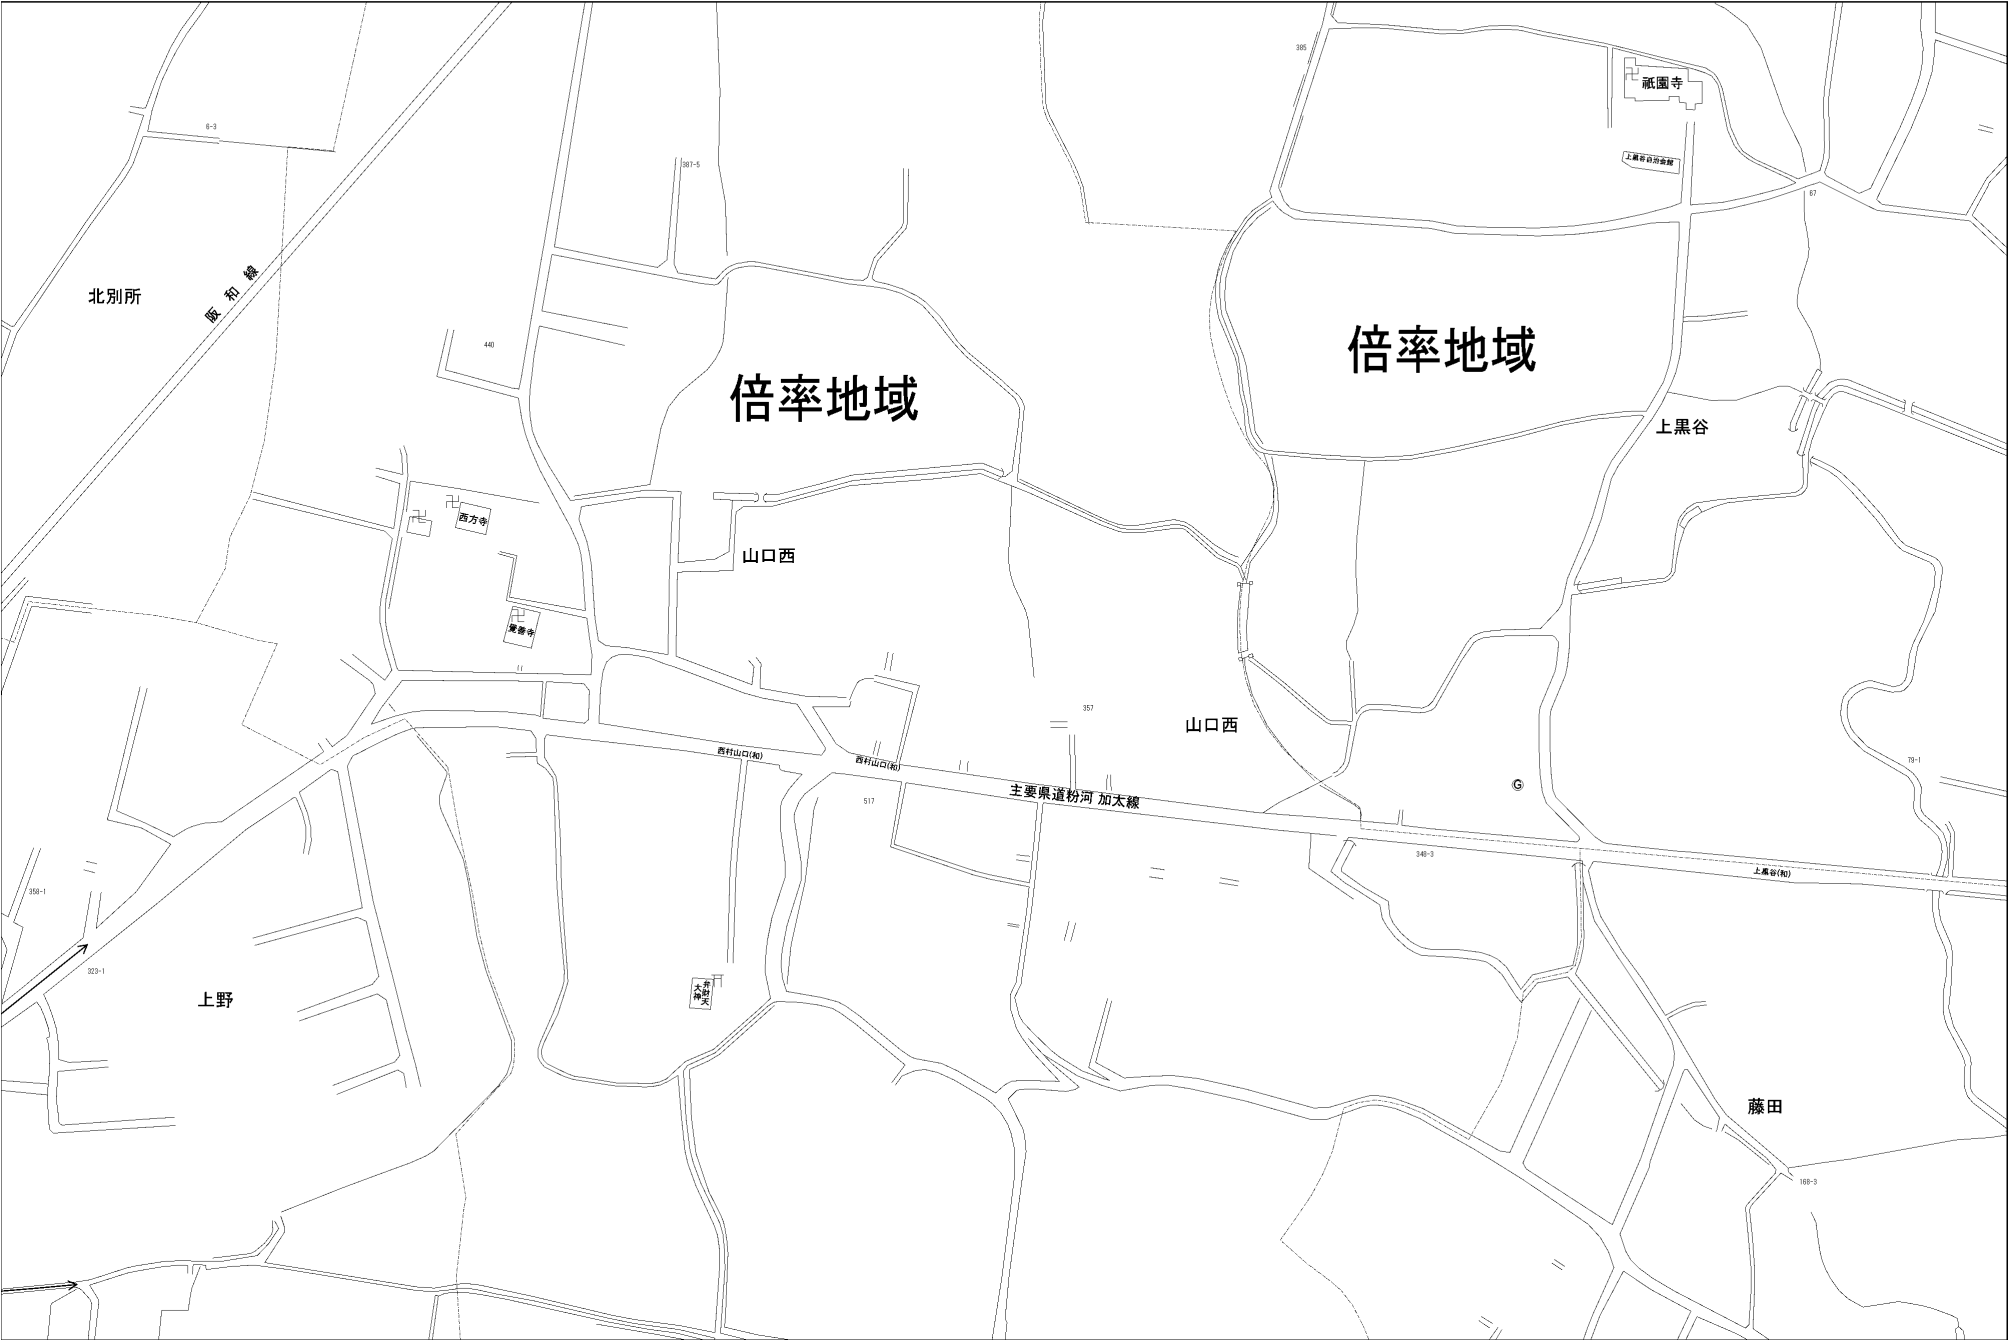 385
祇園寺
6-3
387-5
上黒谷自治会館
67
北別所
阪和線
440
倍率地域
倍率地域
上黒谷
西方寺
山口西
覚善寺
357
山口西
西村山口(和)
西村山口(和)
79-1
主要県道粉河 加太線
G
517
348-3
上黒谷(和)
358-1
323-1
上野
弁財天
大神
藤田
168-3